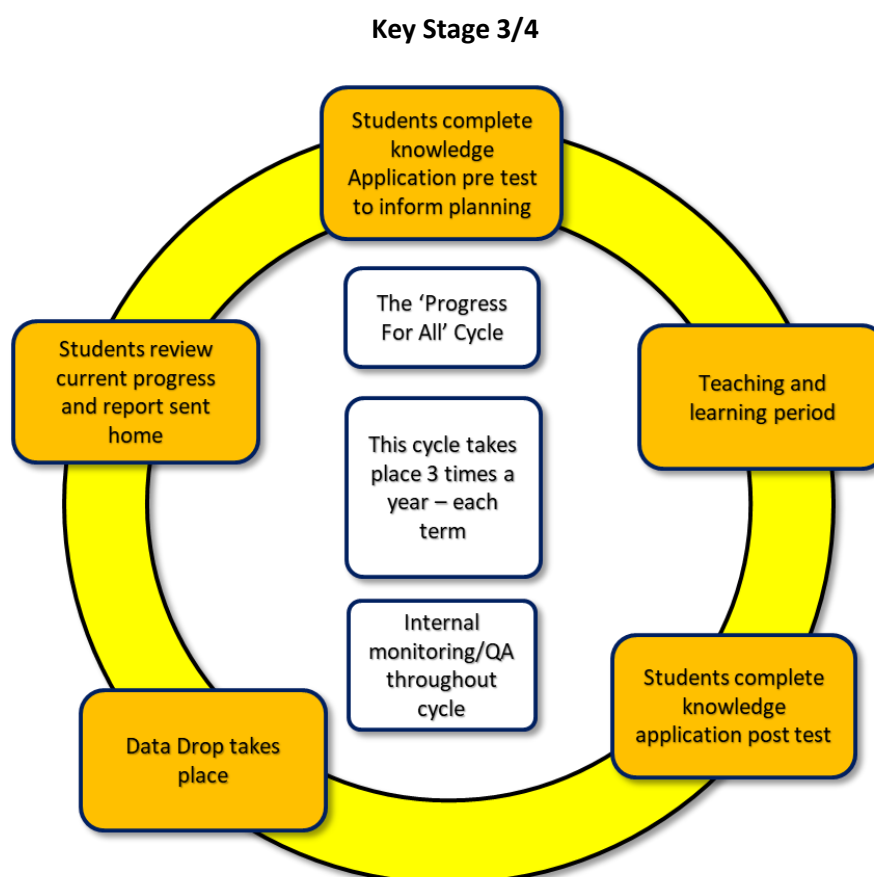 Key Stage 3/4
Students complete
knowledge
Application pre test
to inform planning
The ‘Progress
For All’ Cycle
Students review
current progress
and report sent
home
Teaching and
learning period
This cycle takes
place 3 times a
year – each
term
Internal
monitoring/QA
throughout
cycle
Students complete
knowledge
application post test
Data Drop takes
place